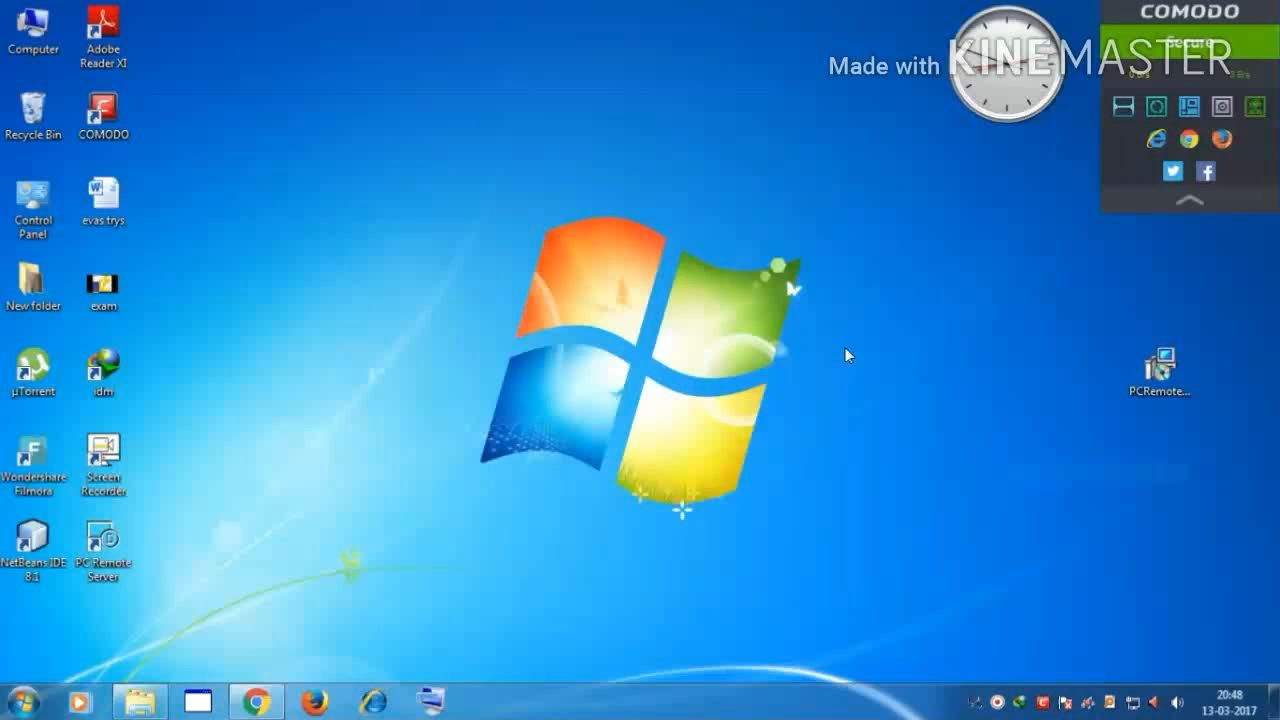 Computer
Adobe
Reader XI
Recycle Bin
COMODO
Control
Panel
evas.trys
New folder
exam
µTorrent
idm
Wondershare
Filmora
Screen
Recorder
NetBeans IDE
8.1
PC Remote
Server
Made with KINEMASTER
COMODO
Secure
PCRemote...
20:48
13-03-2017